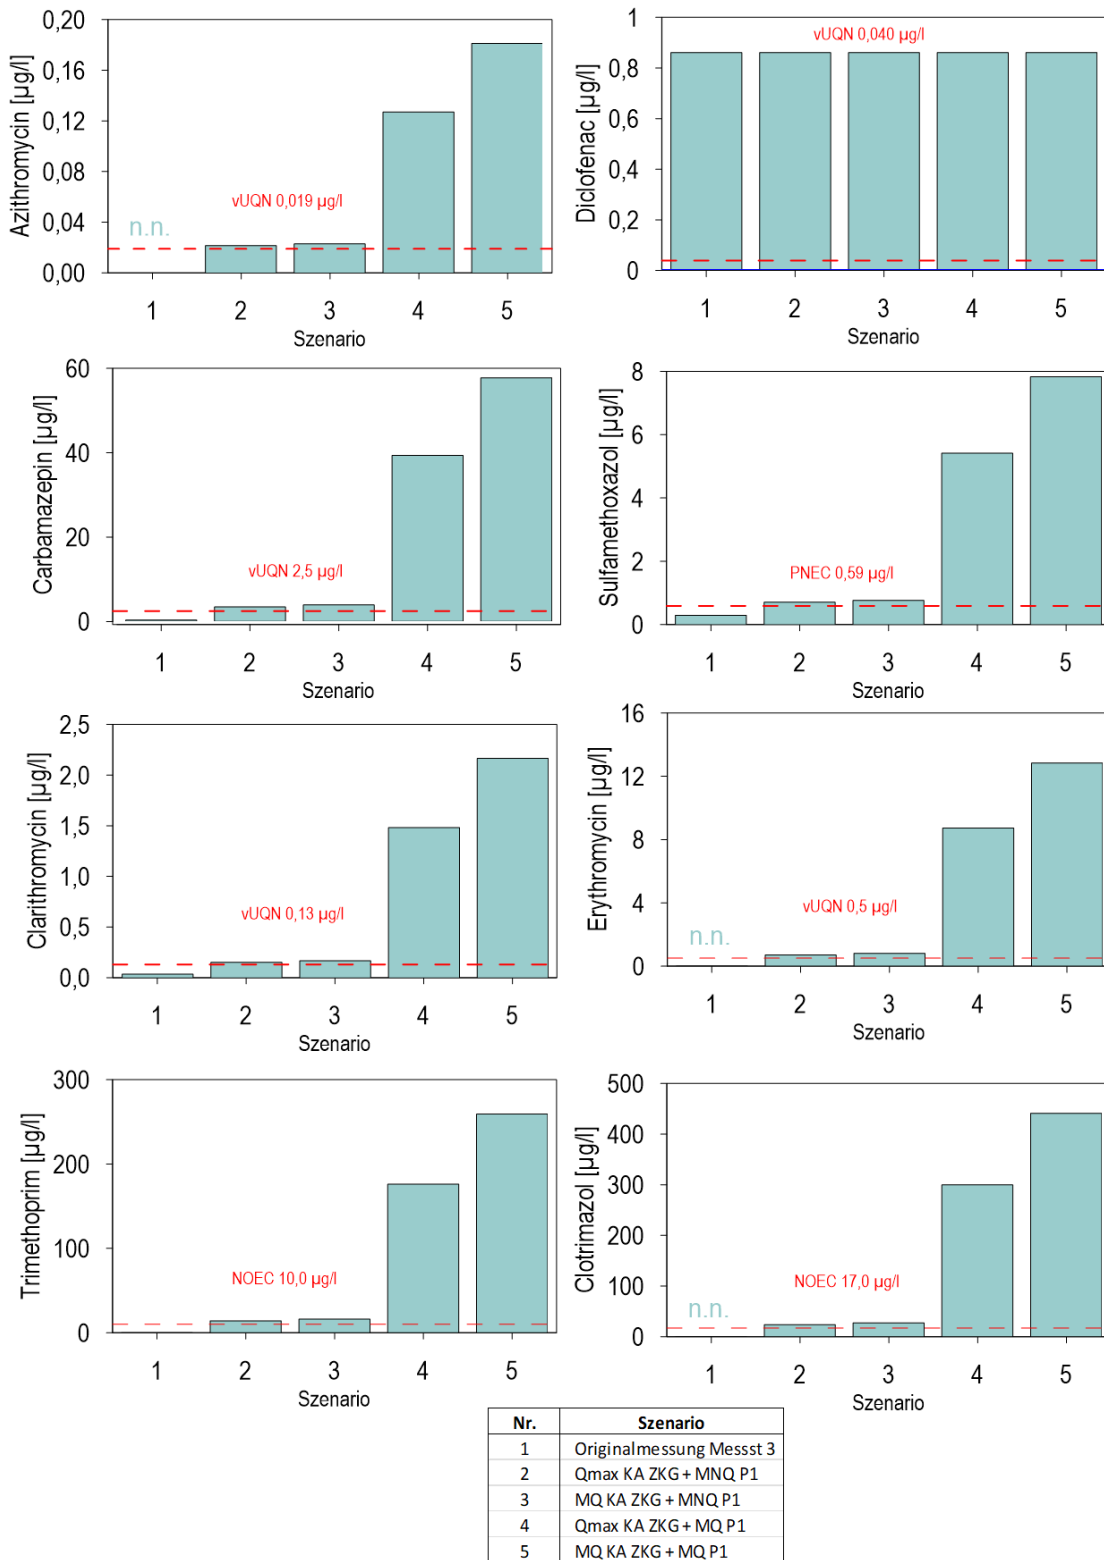 Azithromycin [µg/l]
0,20
0,16
0,12
0,08
0,04
0,00
vUQN 0,019 µg/l
n.n.
1 2 3 4 5
Szenario
Diclofenac [µg/l]
1
0,8
0,6
0,4
0,2
0
vUQN 0,040 µg/l
1 2 3 4 5
Szenario
Carbamazepin [µg/l]
60
40
20
0
vUQN 2,5 µg/l
1 2 3 4 5
Szenario
Sulfamethoxazol [µg/l]
8
6
4
2
0
PNEC 0,59 µg/l
1 2 3 4 5
Szenario
Clarithromycin [µg/l]
2,5
2,0
1,5
1,0
0,5
0,0
vUQN 0,13 µg/l
1 2 3 4 5
Szenario
Erythromycin [µg/l]
16
12
8
4
0
vUQN 0,5 µg/l
n.n.
1 2 3 4 5
Szenario
Trimethoprim [µg/l]
300
200
100
0
NOEC 10,0 µg/l
1 2 3 4 5
Szenario
Clotrimazol [µg/l]
500
400
300
200
100
0
NOEC 17,0 µg/l
n.n.
1 2 3 4 5
Szenario
Nr. Szenario
1 Originalmessung Messst 3
2 Qmax KA ZKG + MNQ P1
3 MQ KA ZKG + MNQ P1
4 Qmax KA ZKG + MQ P1
5 MQ KA ZKG + MQ P1